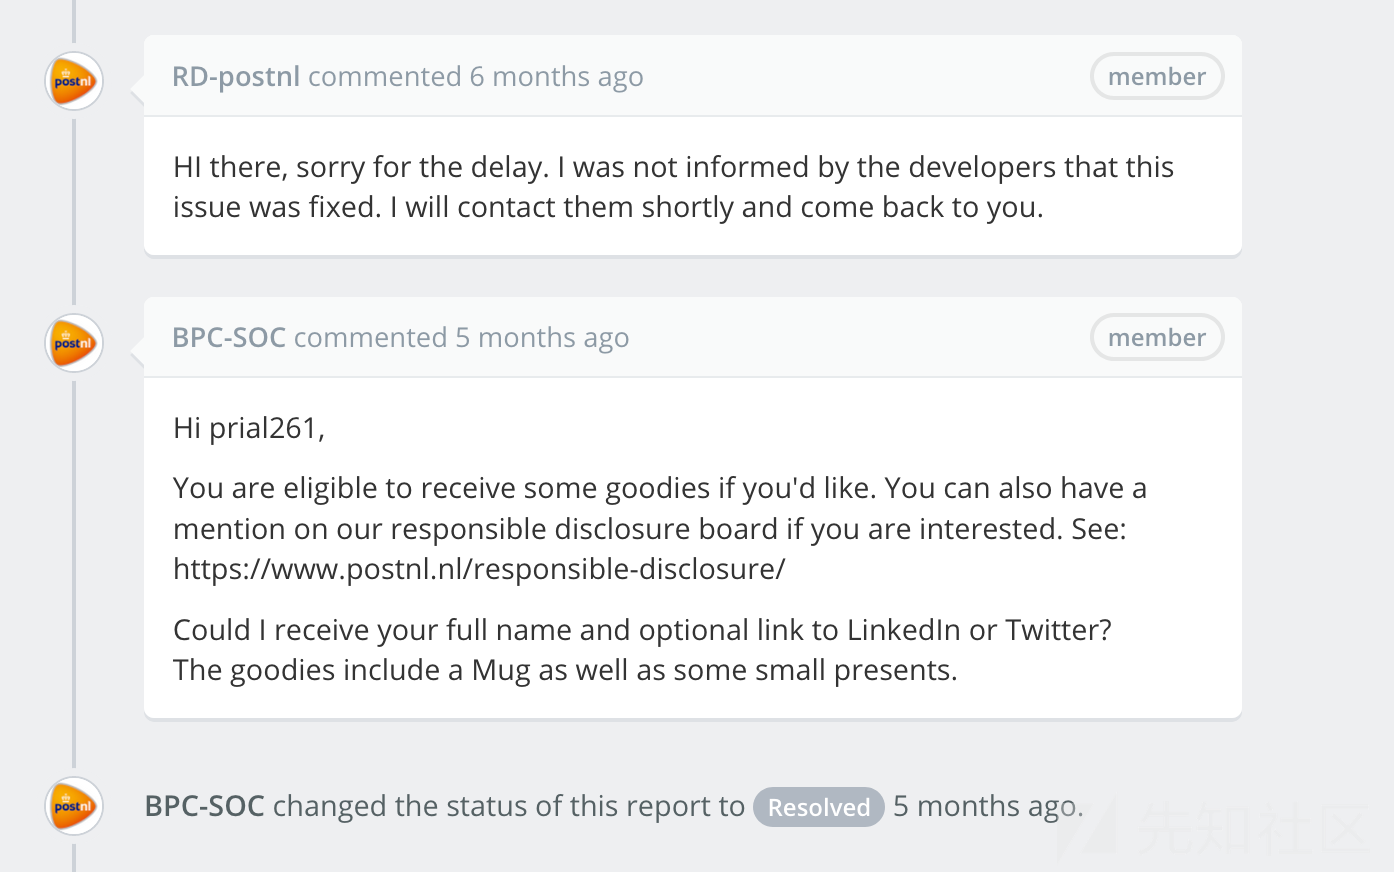 postnl
RD-postnl commented 6 months ago
member
HI there, sorry for the delay. I was not informed by the developers that this
issue was fixed. I will contact them shortly and come back to you.
postnl
BPC-SOC commented 5 months ago
member
Hi prial261,
You are eligible to receive some goodies if you'd like. You can also have a
mention on our responsible disclosure board if you are interested. See:
https://www.postnl.nl/responsible-disclosure/
Could I receive your full name and optional link to LinkedIn or Twitter?
The goodies include a Mug as well as some small presents.
postnl
BPC-SOC changed the status of this report to Resolved 5 months ago.
先知社区